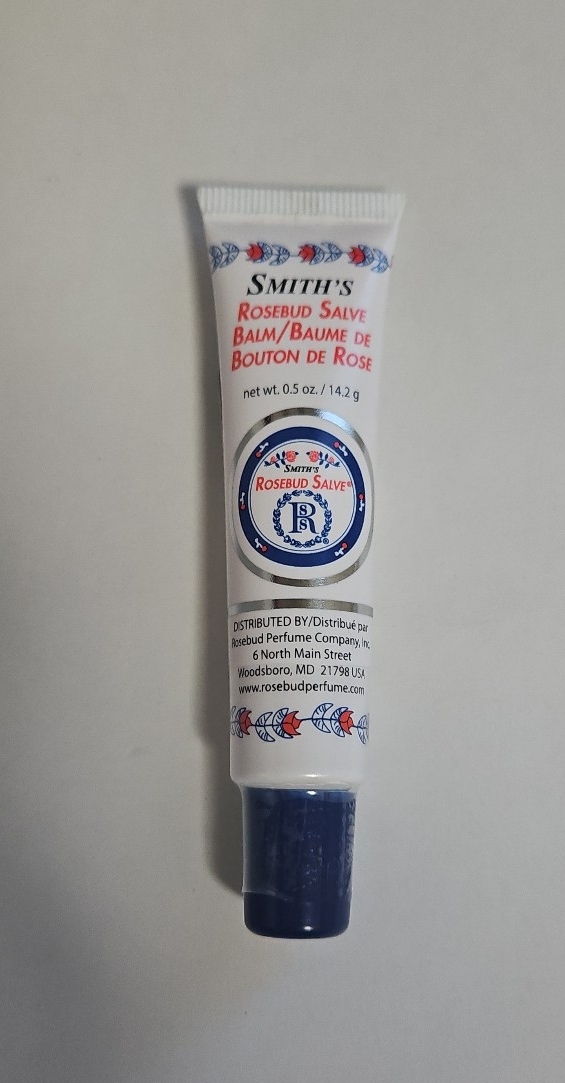 SMITH'S
ROSEBUD SALVE
BALM/BAUME DE
BOUTON DE ROSE
net wt. 0.5 oz. / 14.2 g
SMITH'S
ROSEBUD SALVE®
RSS
®
DISTRIBUTED BY/Distribué par
Rosebud Perfume Company, Inc.
6 North Main Street
Woodsboro, MD 21798 USA
www.rosebudperfume.com